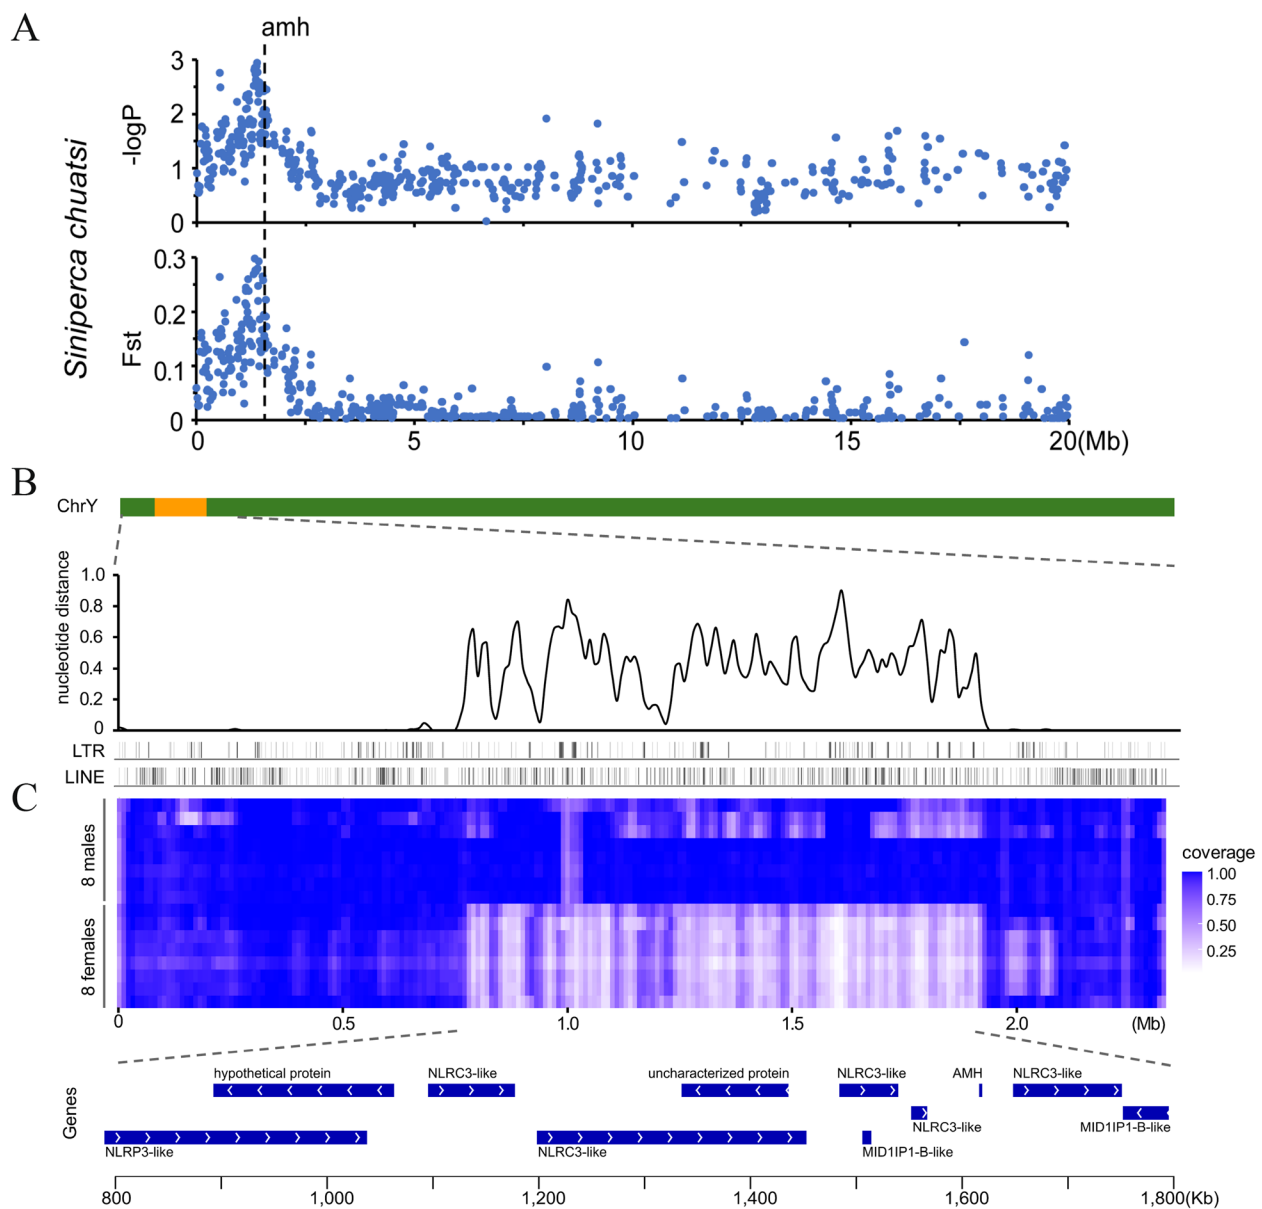 A
amh
Siniperca chuatsi
-logP
3
2
1
0
Fst
0.3
0.2
0.1
0
0 5 10 15 20(Mb)
B
ChrY
nucleotide distance
1.0
0.8
0.6
0.4
0.2
0
LTR
LINE
C
8 males
8 females
coverage
1.00
0.75
0.50
0.25
0 0.5 1.0 1.5 2.0 (Mb)
Genes
hypothetical protein NLRC3-like uncharacterized protein NLRC3-like AMH NLRC3-like
NLRC3-like MID1IP1-B-like
NLRP3-like NLRC3-like MID1IP1-B-like
800 1,000 1,200 1,400 1,600 1,800(Kb)